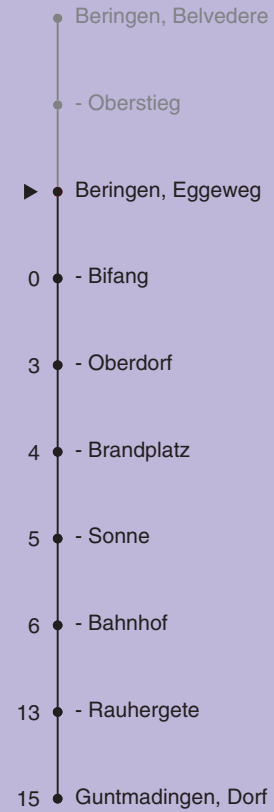 Beringen, Belvedere
- Oberstieg
Beringen, Eggeweg
0 - Bifang
3 - Oberdorf
4 - Brandplatz
5 - Sonne
6 - Bahnhof
13 - Rauhergete
15 Guntmadingen, Dorf